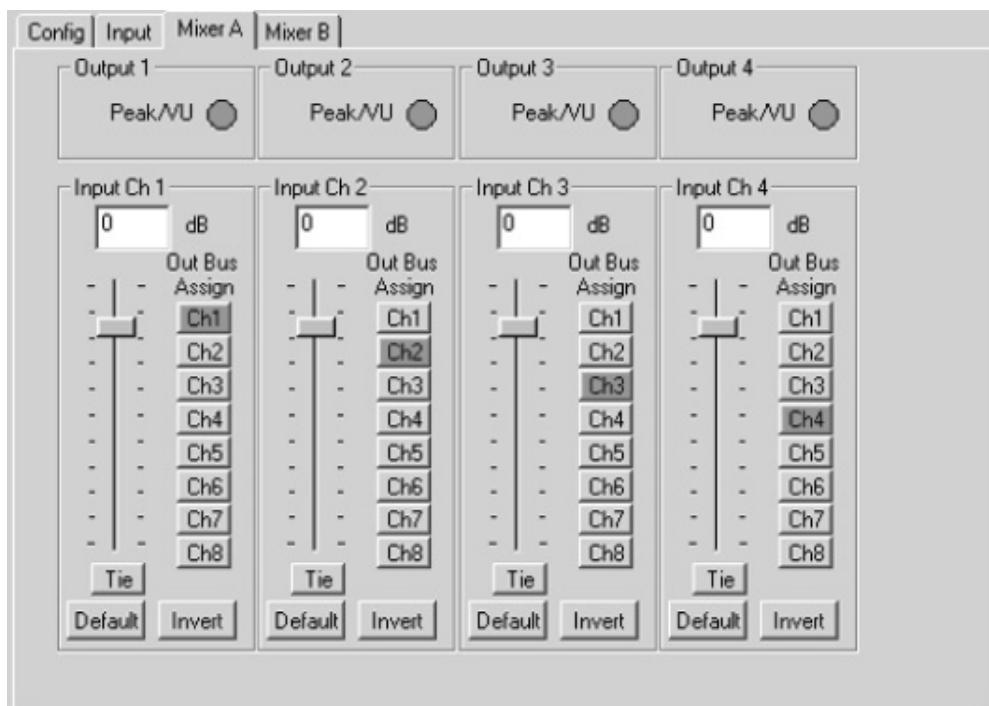 Config Input Mixer A Mixer B
Output 1 Output 2 Output 3 Output 4
Peak/VU Peak/VU Peak/VU Peak/VU
Input Ch 1 Input Ch 2 Input Ch 3 Input Ch 4
0 dB 0 dB 0 dB 0 dB
Out Bus Out Bus Out Bus Out Bus
Assign Assign Assign Assign
Ch1 Ch1 Ch1 Ch1
Ch2 Ch2 Ch2 Ch2
Ch3 Ch3 Ch3 Ch3
Ch4 Ch4 Ch4 Ch4
Ch5 Ch5 Ch5 Ch5
Ch6 Ch6 Ch6 Ch6
Ch7 Ch7 Ch7 Ch7
Ch8 Ch8 Ch8 Ch8
Tie Tie Tie Tie
Default Invert Default Invert Default Invert Default Invert